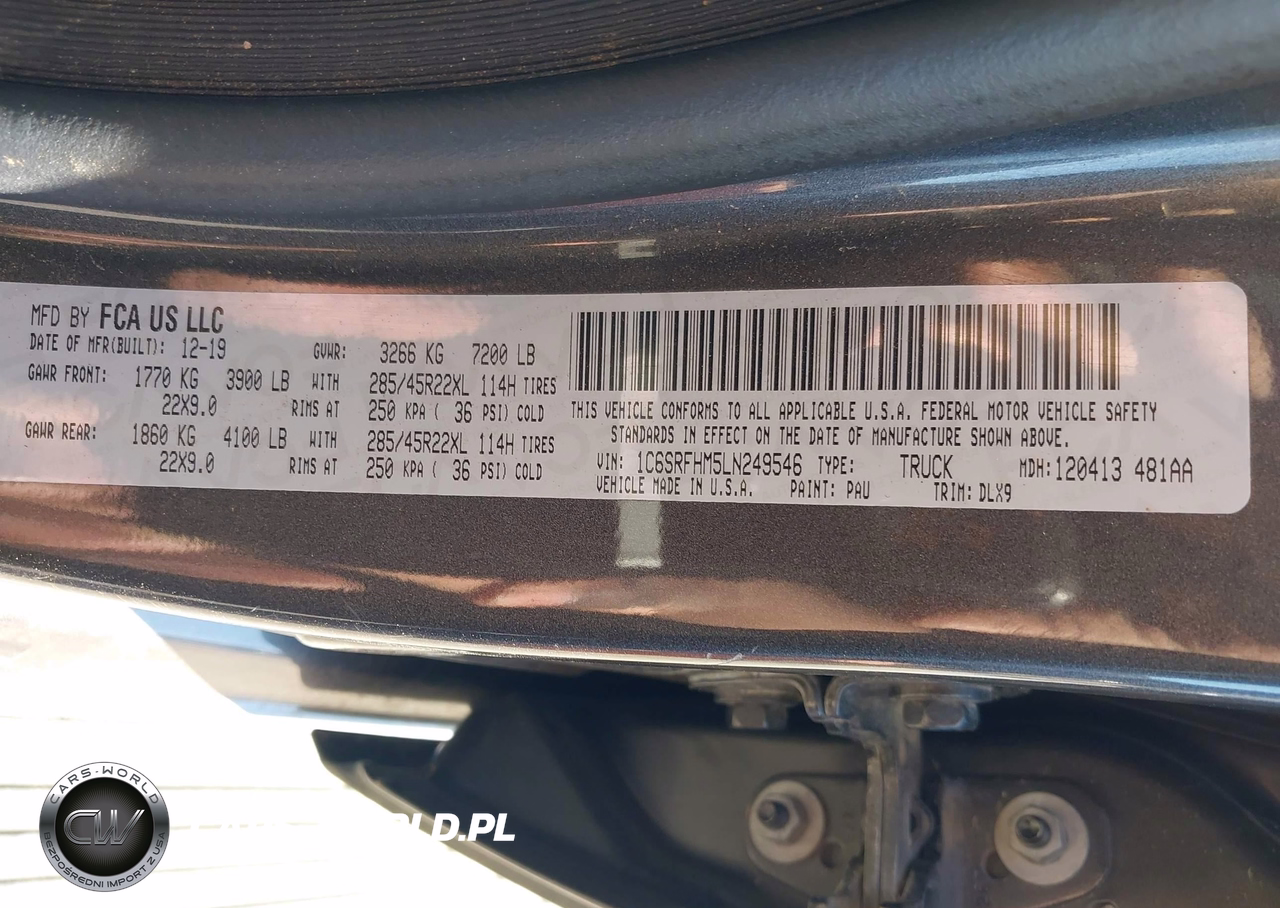 MFD BY FCA US LLC
DATE OF MFR(BUILT): 12-19 GVWR: 3266 KG 7200 LB
GAWR FRONT: 1770 KG 3900 LB WITH 285/45R22XL 114H TIRES
22X9.0 RIMS AT 250 KPA ( 36 PSI) COLD
GAWR REAR: 1860 KG 4100 LB WITH 285/45R22XL 114H TIRES
22X9.0 RIMS AT 250 KPA ( 36 PSI) COLD
THIS VEHICLE CONFORMS TO ALL APPLICABLE U.S.A. FEDERAL MOTOR VEHICLE SAFETY
STANDARDS IN EFFECT ON THE DATE OF MANUFACTURE SHOWN ABOVE.
VIN: 1C6SRFHM5LN249546 TYPE: TRUCK MDH: 120413 481AA
VEHICLE MADE IN U.S.A. PAINT: PAU TRIM: DLX9
CARS-WORLD
CW
BEZPOŚREDNI IMPORT Z USA